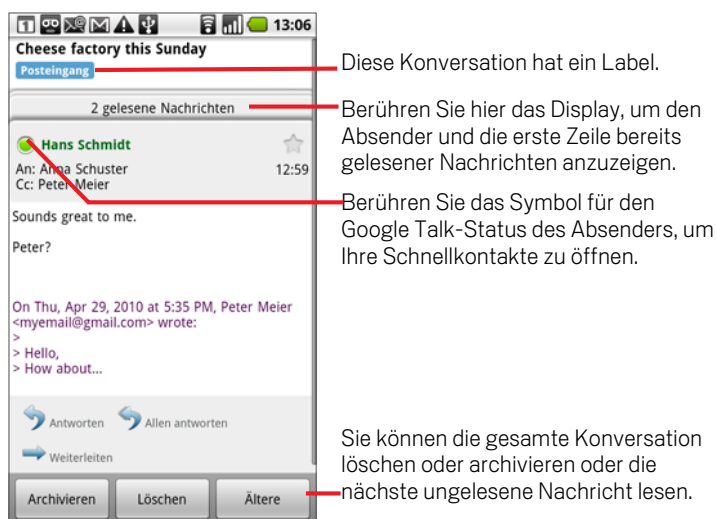 13:06
Cheese factory this Sunday
Posteingang
Diese Konversation hat ein Label.
2 gelesene Nachrichten
Berühren Sie hier das Display, um den
Absender und die erste Zeile bereits
gelesener Nachrichten anzuzeigen.
Hans Schmidt
An: Anna Schuster 12:59
Cc: Peter Meier
Berühren Sie das Symbol für den
Google Talk-Status des Absenders, um
Ihre Schnellkontakte zu öffnen.
Sounds great to me.
Peter?
On Thu, Apr 29, 2010 at 5:35 PM, Peter Meier
<myemail@gmail.com> wrote:
>
> Hello,
> How about...
Antworten Allen antworten
Weiterleiten
Sie können die gesamte Konversation
löschen oder archivieren oder die
nächste ungelesene Nachricht lesen.
Archivieren Löschen Ältere